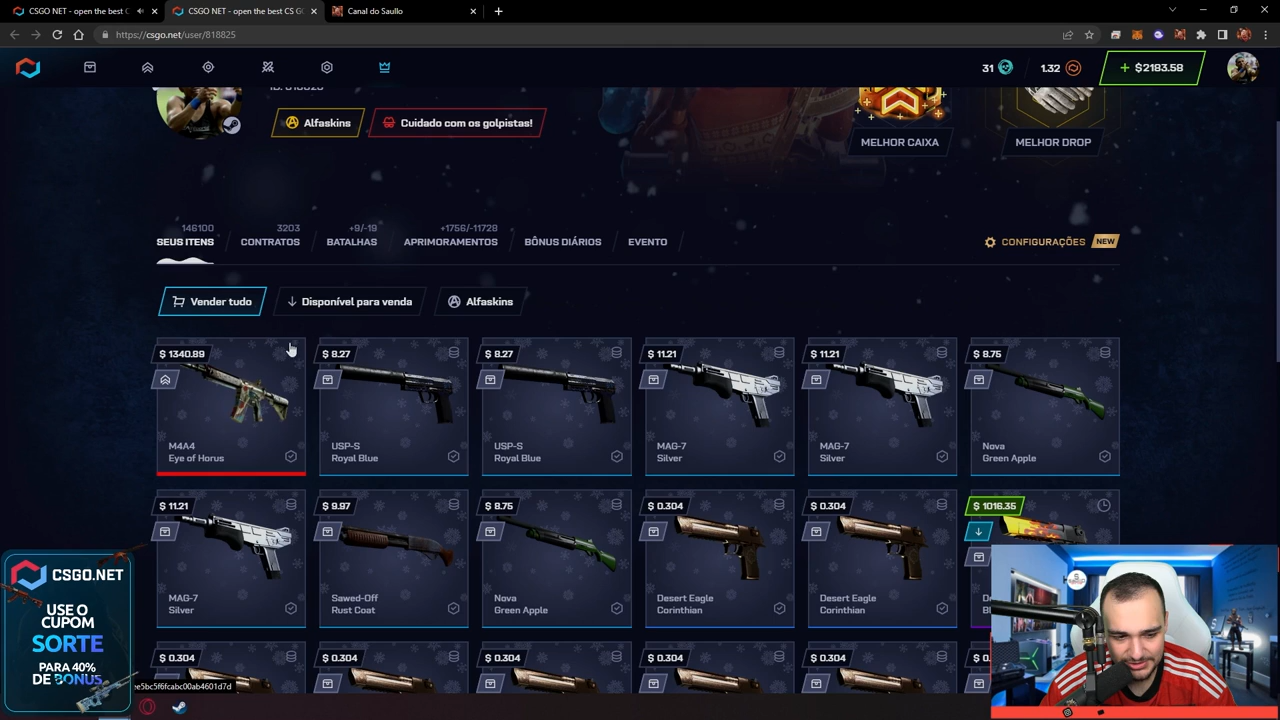 CSGO NET - open the best C
CSGO NET - open the best CS GO
Canal do Saullo
https://csgo.net/user/818825
31
1.32
+ $2183.58
Alfaskins
Cuidado com os golpistas!
MELHOR CAIXA
MELHOR DROP
146100
3203
+9/-19
+1756/-11728
SEUS ITENS
CONTRATOS
BATALHAS
APRIMORAMENTOS
BÔNUS DIÁRIOS
EVENTO
CONFIGURAÇÕES
NEW
Vender tudo
Disponível para venda
Alfaskins
$ 1340.89
$ 8.27
$ 8.27
$ 11.21
$ 11.21
$ 8.75
M4A4
Eye of Horus
USP-S
Royal Blue
USP-S
Royal Blue
MAG-7
Silver
MAG-7
Silver
Nova
Green Apple
$ 11.21
$ 9.97
$ 8.75
$ 0.304
$ 0.304
$ 1016.35
MAG-7
Silver
Sawed-Off
Rust Coat
Nova
Green Apple
Desert Eagle
Corinthian
Desert Eagle
Corinthian
$ 0.304
$ 0.304
$ 0.304
$ 0.304
CSGO.NET
USE O
CUPOM
SORTE
PARA 40%
DE BONUS
ee5bc5f6fcabc00ab4601d7d